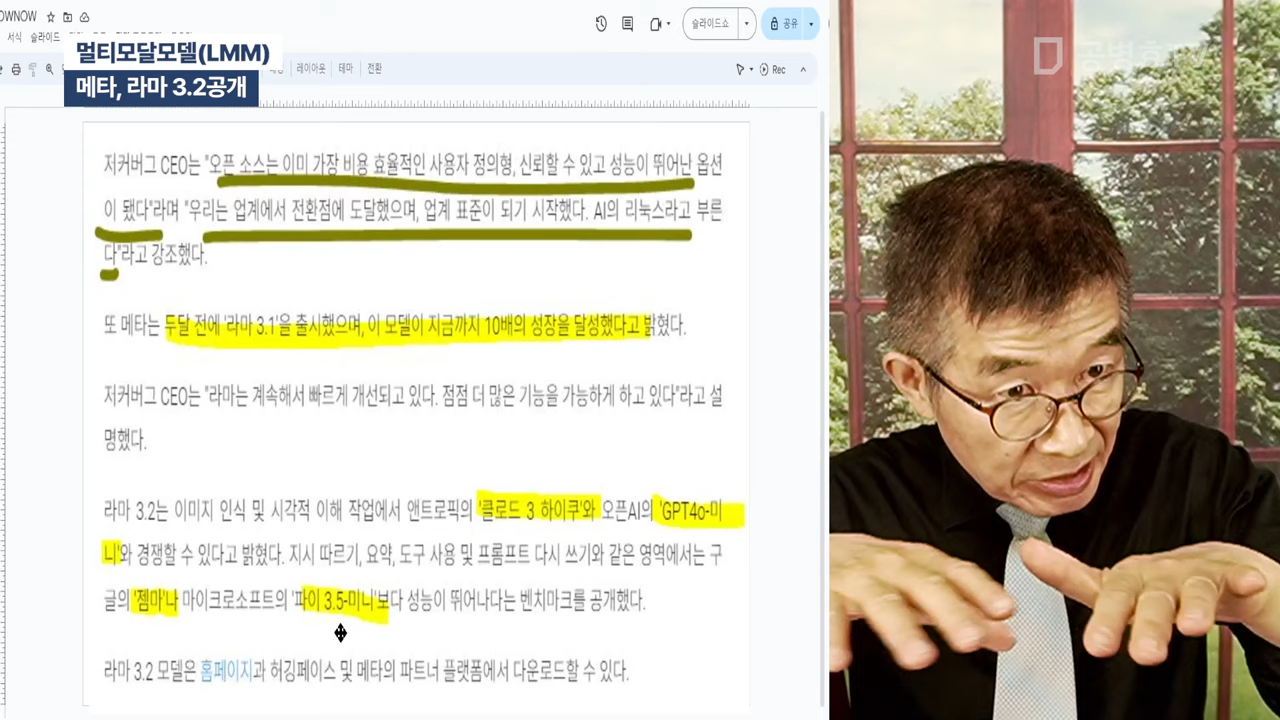 OWNOW
서식 슬라이드
슬라이드쇼
공유
멀티모달모델(LMM)
메타, 라마 3.2공개
레이아웃 테마 전환
Rec
저커버그 CEO는 "오픈 소스는 이미 가장 비용 효율적인 사용자 정의형, 신뢰할 수 있고 성능이 뛰어난 옵션
이 됐다"라며 "우리는 업계에서 전환점에 도달했으며, 업계 표준이 되기 시작했다. AI의 리눅스라고 부른
다"라고 강조했다.
또 메타는 두달 전에 '라마 3.1'을 출시했으며, 이 모델이 지금까지 10배의 성장을 달성했다고 밝혔다.
저커버그 CEO는 "라마는 계속해서 빠르게 개선되고 있다. 점점 더 많은 기능을 가능하게 하고 있다"라고 설
명했다.
라마 3.2는 이미지 인식 및 시각적 이해 작업에서 앤트로픽의 '클로드 3 하이쿠'와 오픈AI의 'GPT4o-미
니'와 경쟁할 수 있다고 밝혔다. 지시 따르기, 요약, 도구 사용 및 프롬프트 다시 쓰기와 같은 영역에서는 구
글의 '젬마'나 마이크로소프트의 '파이 3.5-미니'보다 성능이 뛰어나다는 벤치마크를 공개했다.
라마 3.2 모델은 홈페이지과 허깅페이스 및 메타의 파트너 플랫폼에서 다운로드할 수 있다.
공병호TV